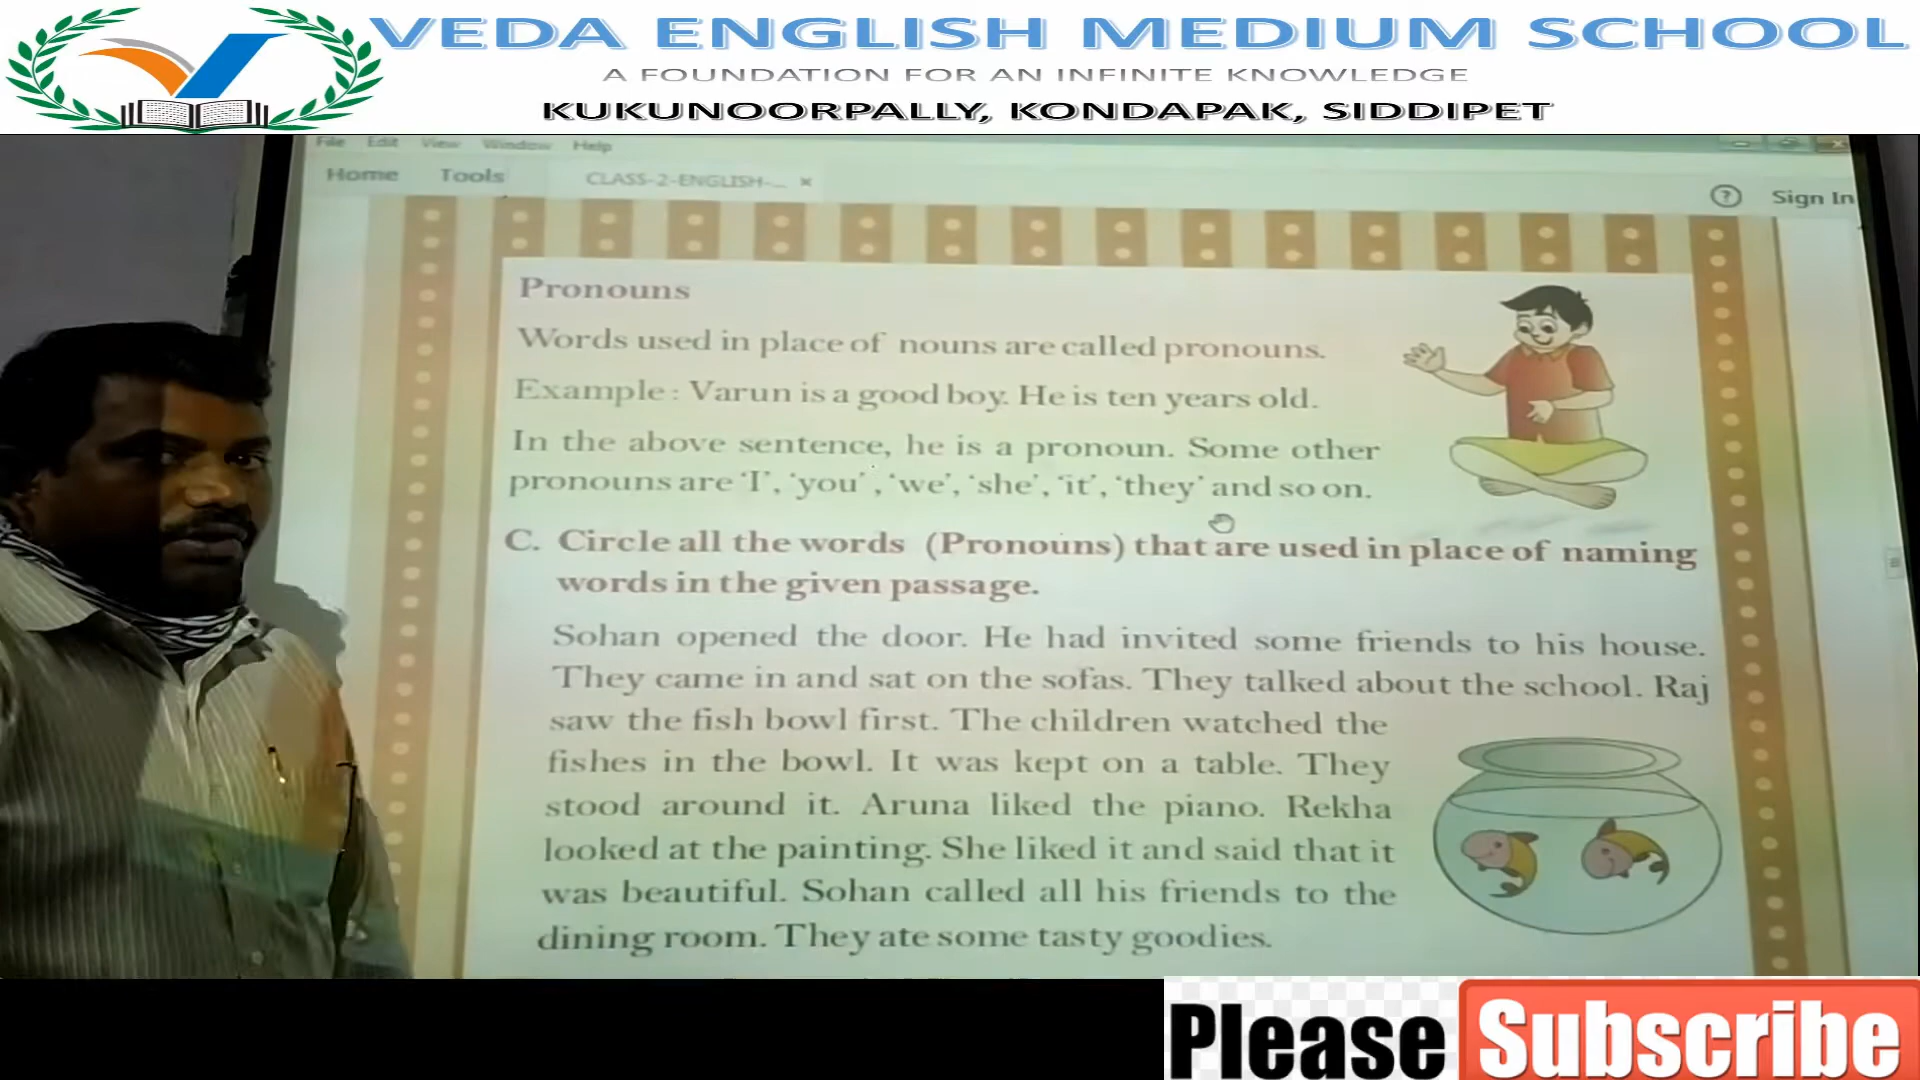 VEDA ENGLISH MEDIUM SCHOOL
A FOUNDATION FOR AN INFINITE KNOWLEDGE
KUKUNOORPALLY, KONDAPAK, SIDDIPET
File Edit View Window Help
Home Tools CLASS-2-ENGLISH-... ×
? Sign In
Pronouns
Words used in place of nouns are called pronouns.
Example : Varun is a good boy. He is ten years old.
In the above sentence, he is a pronoun. Some other
pronouns are ‘I’, ‘you’, ‘we’, ‘she’, ‘it’, ‘they’ and so on.
C. Circle all the words (Pronouns) that are used in place of naming
words in the given passage.
Sohan opened the door. He had invited some friends to his house.
They came in and sat on the sofas. They talked about the school. Raj
saw the fish bowl first. The children watched the
fishes in the bowl. It was kept on a table. They
stood around it. Aruna liked the piano. Rekha
looked at the painting. She liked it and said that it
was beautiful. Sohan called all his friends to the
dining room. They ate some tasty goodies.
Please Subscribe